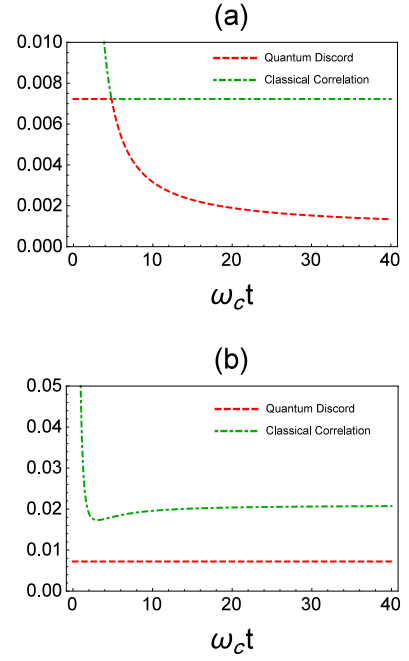 (a)
0.010
Quantum Discord
0.008
Classical Correlation
0.006
0.004
0.002
0.000
0 10 20 30 40
ω_c t
(b)
0.05
Quantum Discord
0.04
Classical Correlation
0.03
0.02
0.01
0.00
0 10 20 30 40
ω_c t